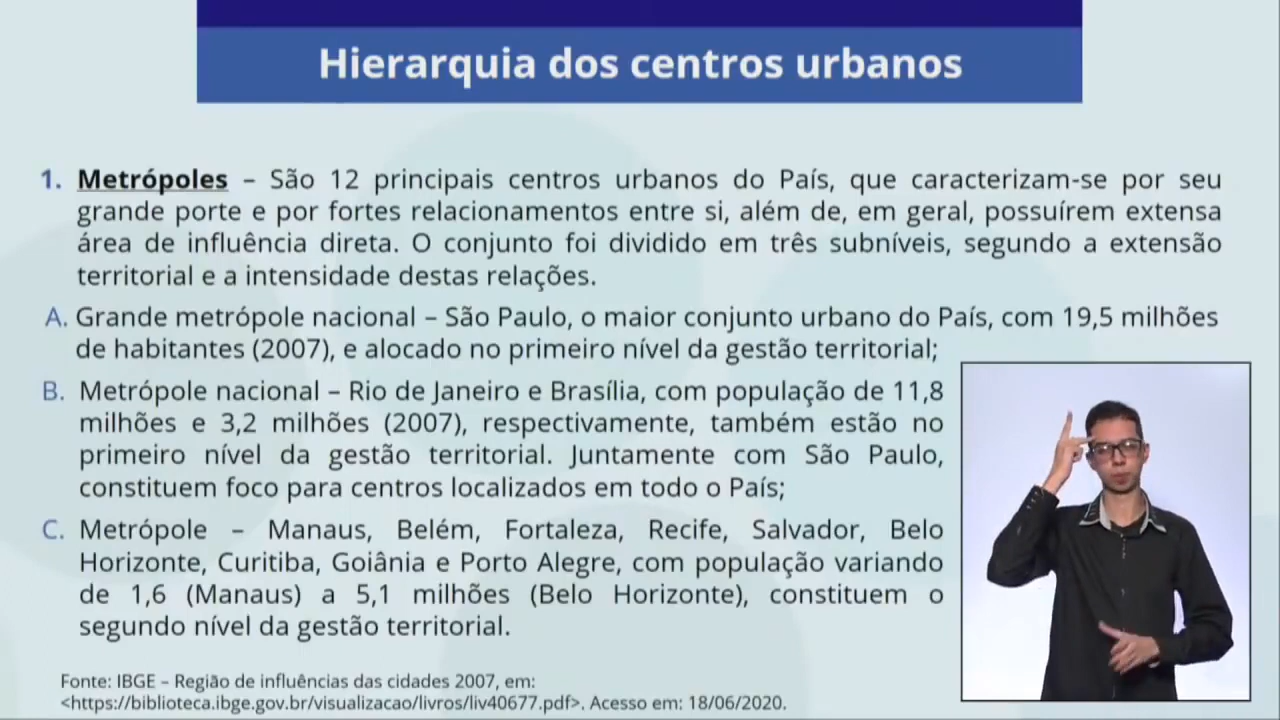 Hierarquia dos centros urbanos
1. Metrópoles – São 12 principais centros urbanos do País, que caracterizam-se por seu
grande porte e por fortes relacionamentos entre si, além de, em geral, possuírem extensa
área de influência direta. O conjunto foi dividido em três subníveis, segundo a extensão
territorial e a intensidade destas relações.
A. Grande metrópole nacional – São Paulo, o maior conjunto urbano do País, com 19,5 milhões
de habitantes (2007), e alocado no primeiro nível da gestão territorial;
B. Metrópole nacional – Rio de Janeiro e Brasília, com população de 11,8
milhões e 3,2 milhões (2007), respectivamente, também estão no
primeiro nível da gestão territorial. Juntamente com São Paulo,
constituem foco para centros localizados em todo o País;
C. Metrópole – Manaus, Belém, Fortaleza, Recife, Salvador, Belo
Horizonte, Curitiba, Goiânia e Porto Alegre, com população variando
de 1,6 (Manaus) a 5,1 milhões (Belo Horizonte), constituem o
segundo nível da gestão territorial.
Fonte: IBGE – Região de influências das cidades 2007, em:
<https://biblioteca.ibge.gov.br/visualizacao/livros/liv40677.pdf>. Acesso em: 18/06/2020.